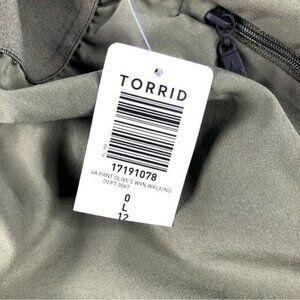 TORRID
17191078
4A PANT OLIVE S WVN.WALKING
DEPT 0067
0
L
12